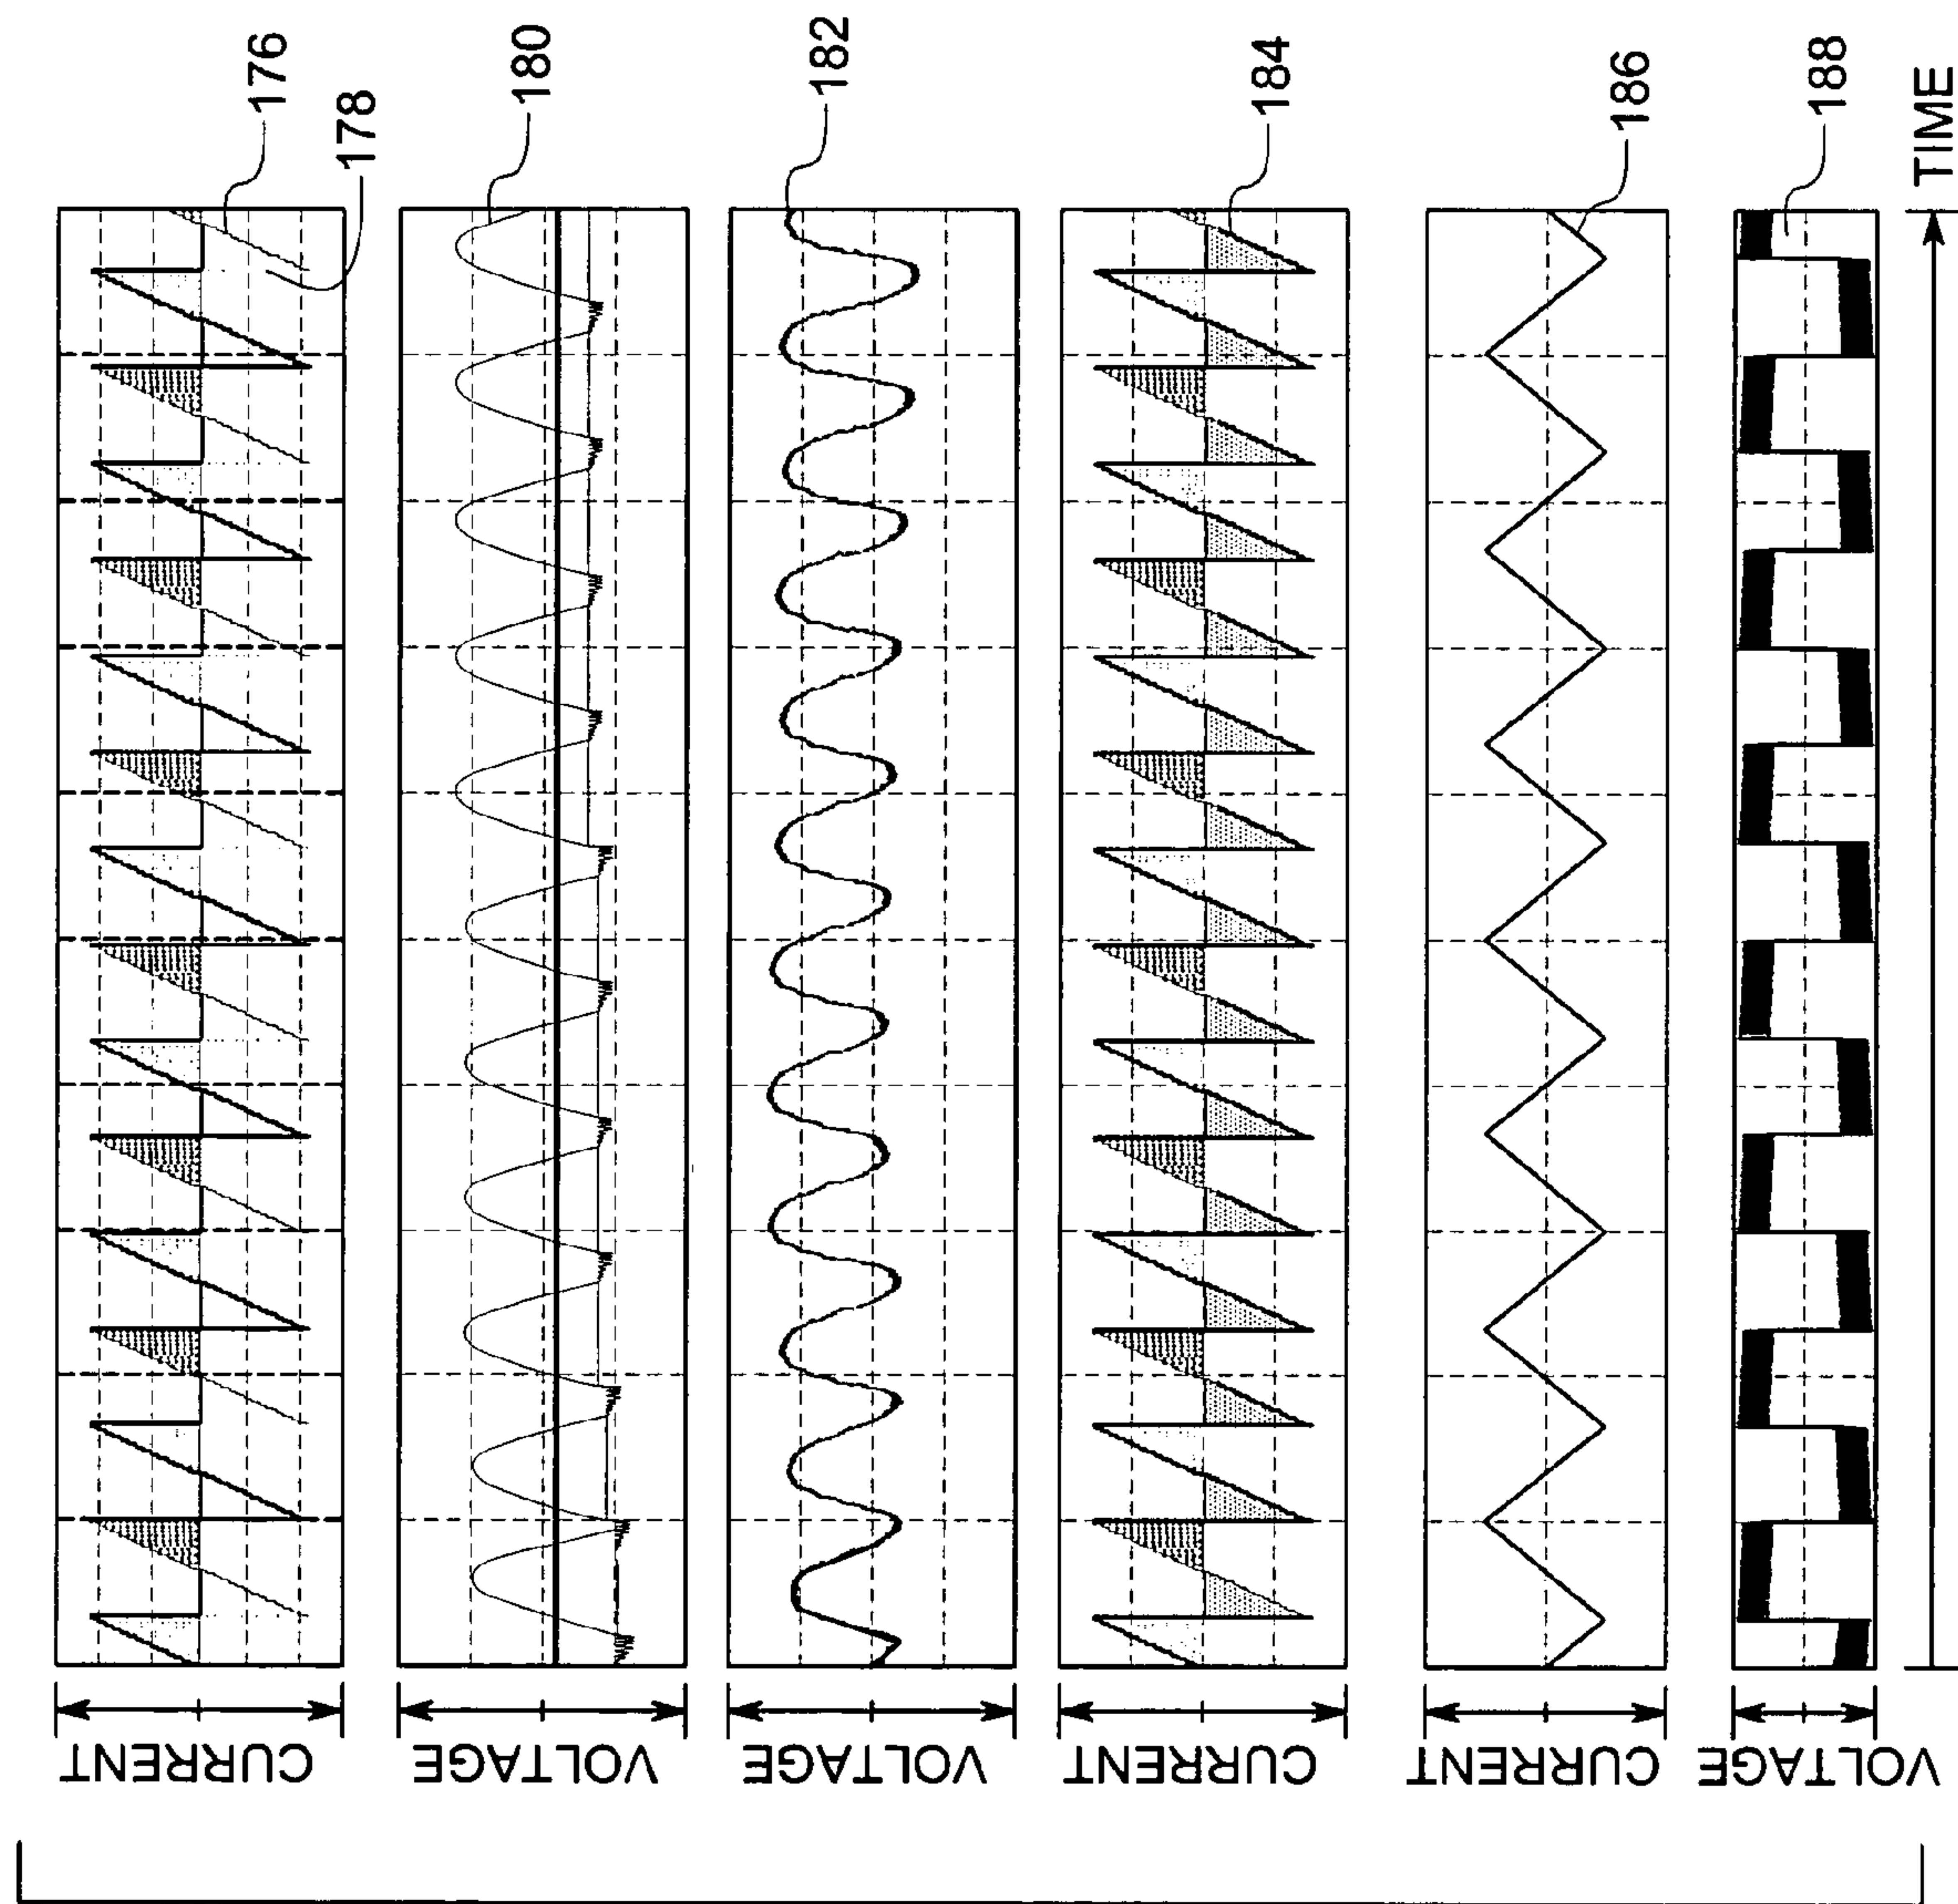 CURRENT
176
178
VOLTAGE
180
VOLTAGE
182
CURRENT
184
CURRENT
186
VOLTAGE
188
TIME